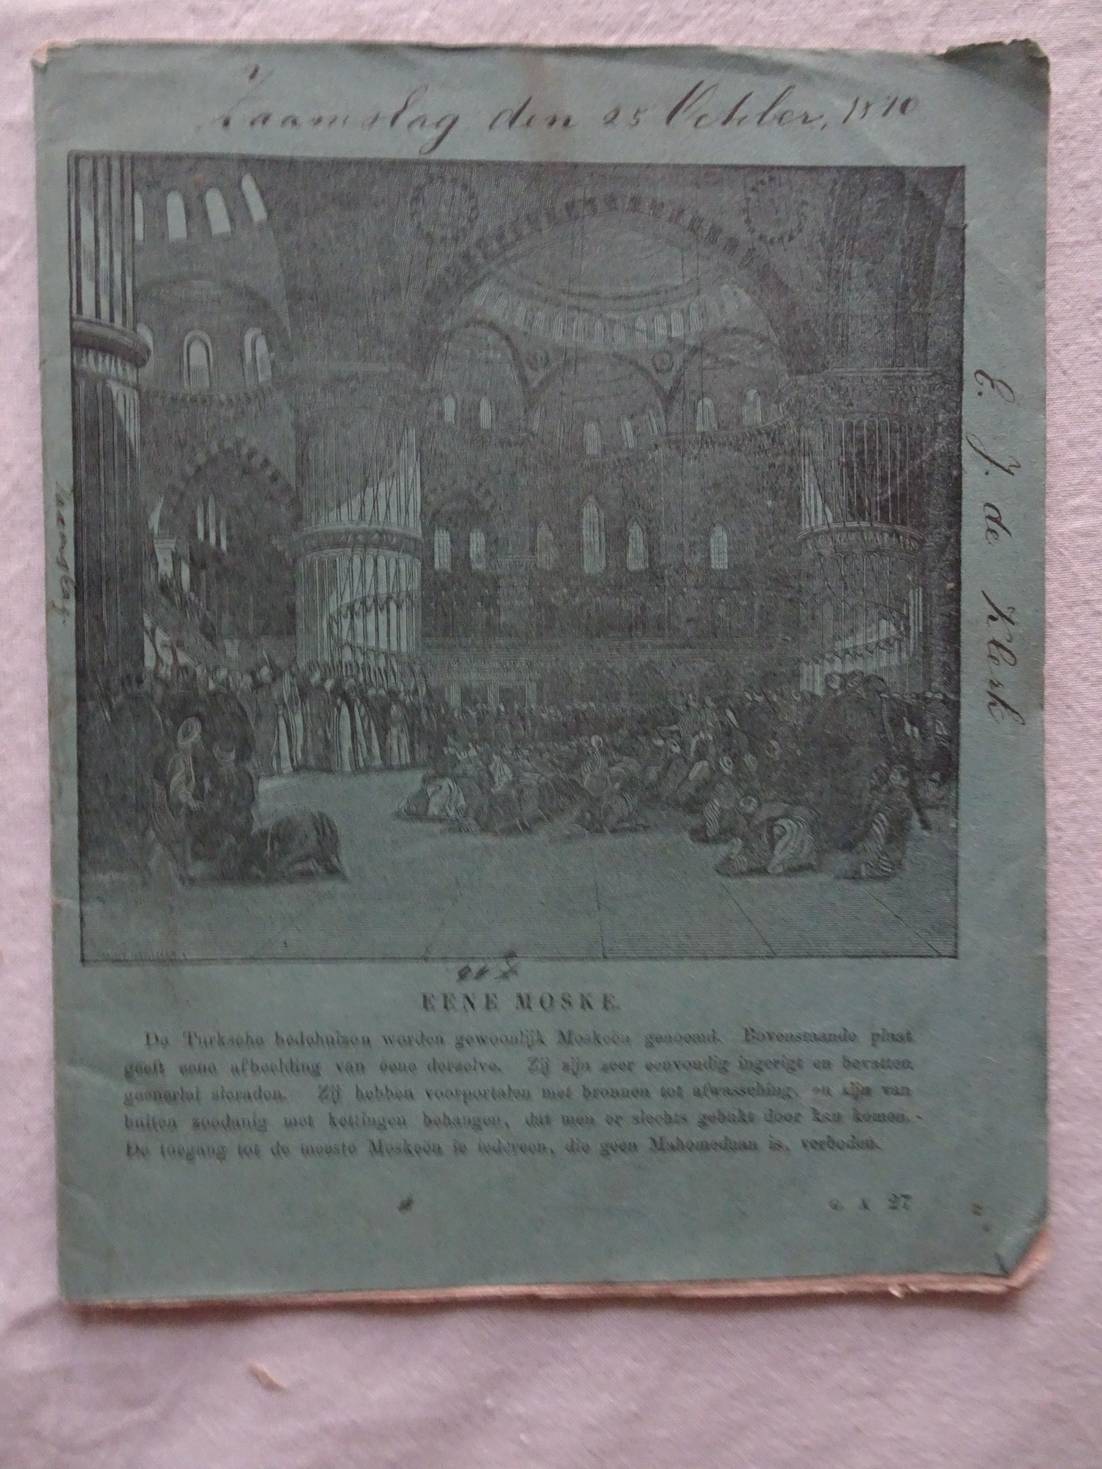 Zaamslag den 25 October, 1870
E. J. de Klerk
Zaamslag
EENE MOSKE.
De Turksche bedehuizen worden gewoonlijk Moskeën genoemd. Bovenstaande plaat
geeft eene afbeelding van eene derzelve. Zij zijn zeer eenvoudig ingerigt en bevatten
geenerlei sieraden. Zij hebben voorportalen met bronnen tot afwassching, en zijn van
buiten zoodanig met kettingen behangen, dat men er slechts gebukt door kan komen.-
De toegang tot de meeste Moskeën is iedereen, die geen Mahomedaan is, verboden.
27